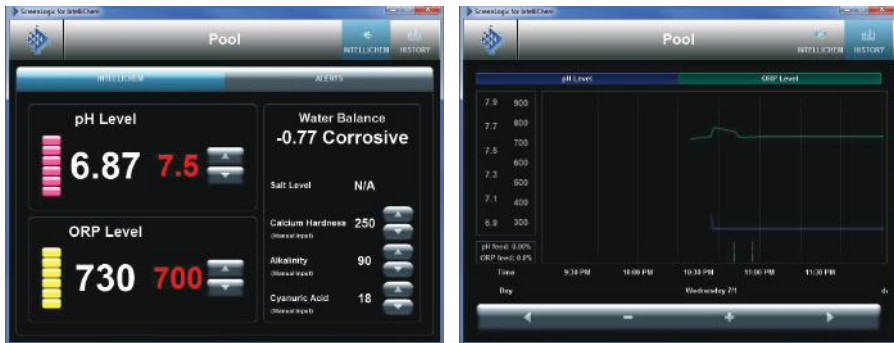 ScreenLogic for IntelliChem
Pool
INTELLICHEM
HISTORY
INTELLICHEM
ALERTS
pH Level
6.87 7.5
ORP Level
730 700
Water Balance
-0.77 Corrosive
Salt Level N/A
Calcium Hardness 250
(Manual Input)
Alkalinity 90
(Manual Input)
Cyanuric Acid 18
(Manual Input)
ScreenLogic for IntelliChem
Pool
INTELLICHEM
HISTORY
pH Level
ORP Level
7.9 900
7.7 800
7.5 700
600
7.3 500
7.1 400
6.9 300
pH feed: 0.00%
ORP feed: 0.0%
Time 9:30 PM 10:00 PM 10:30 PM 11:00 PM 11:30 PM
Day Wednesday 7/1